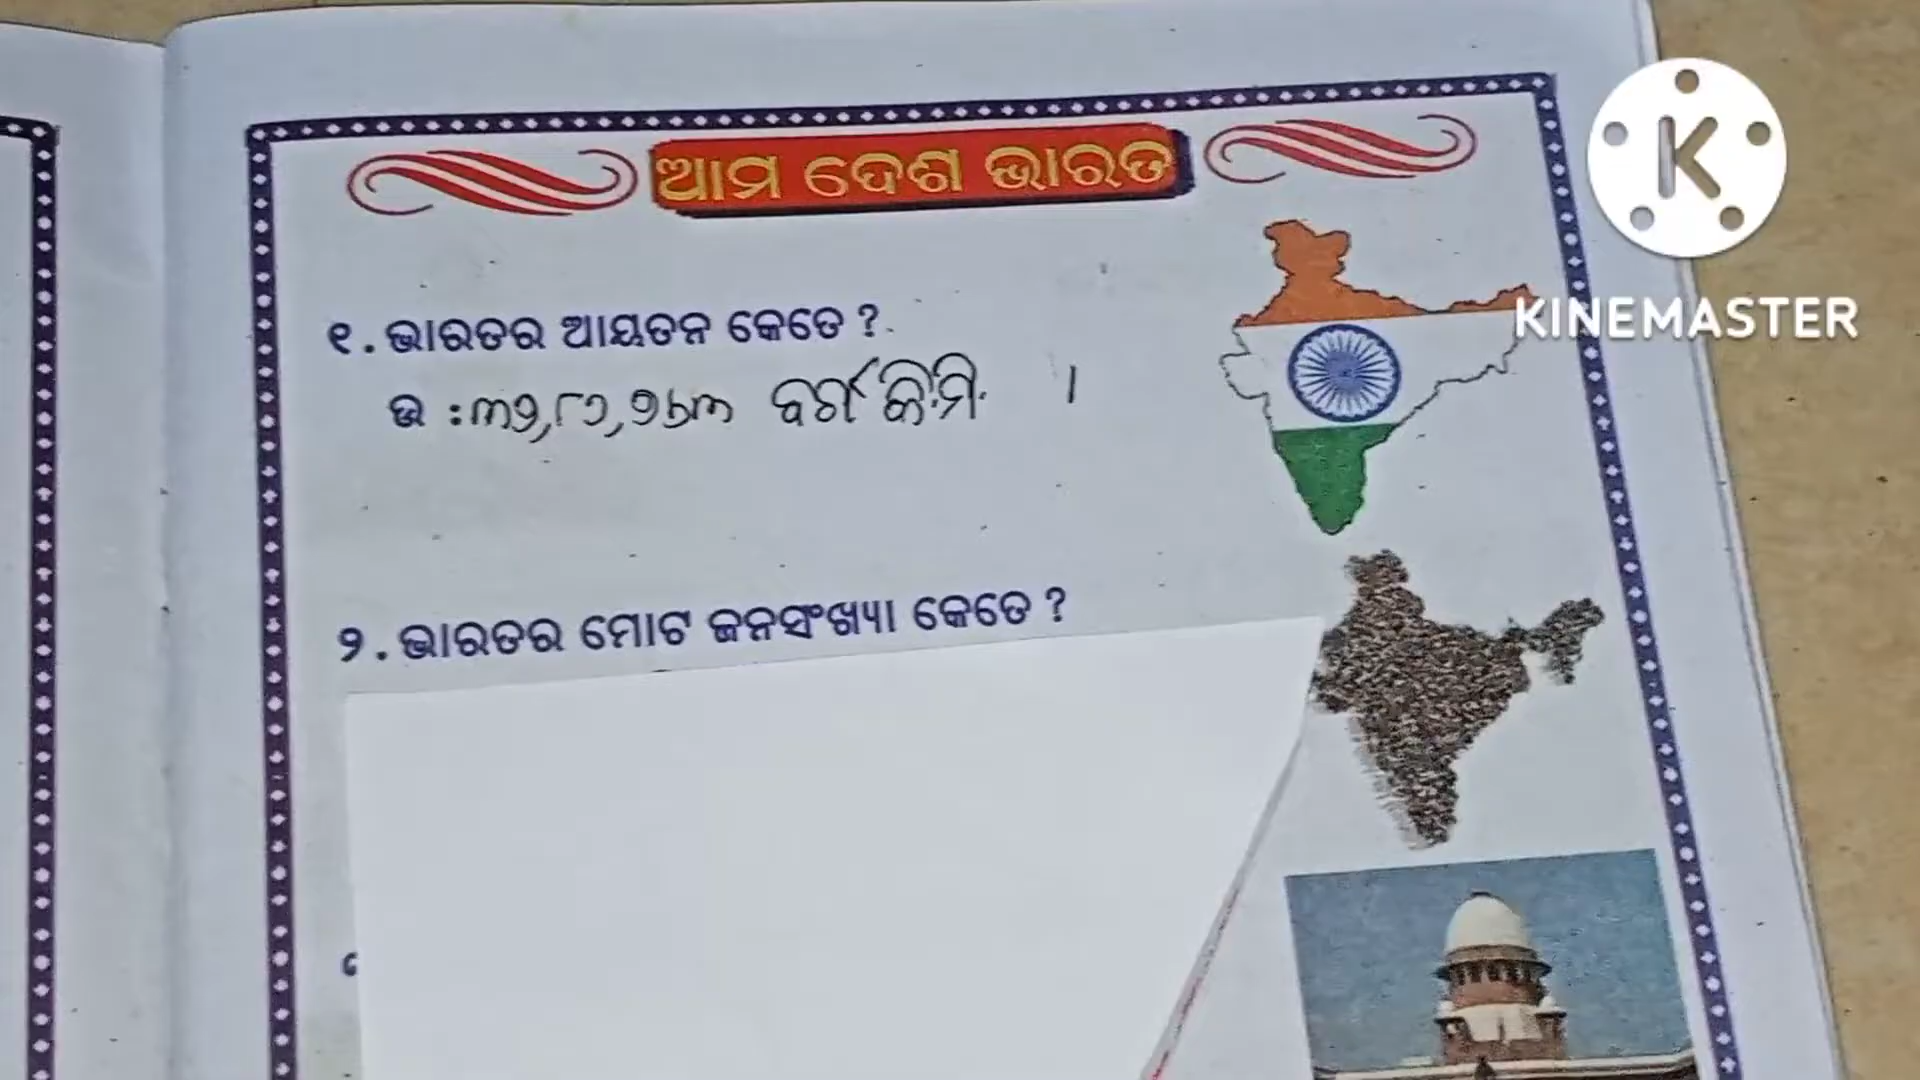 ଆମ ଦେଶ ଭାରତ
୧. ଭାରତର ଆୟତନ କେତେ ?
ଉ : ୩୨,୮୭,୨୬୩ ବର୍ଗ କି.ମି. ।
୨. ଭାରତର ମୋଟ ଜନସଂଖ୍ୟା କେତେ ?
K
KINEMASTER